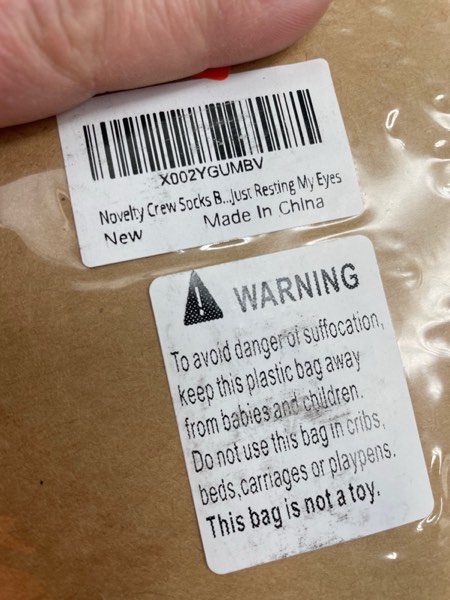 X002YGUMBV
Novelty Crew Socks B...Just Resting My Eyes
New
Made In China
WARNING
To avoid danger of suffocation,
keep this plastic bag away
from babies and children.
Do not use this bag in cribs,
beds,carriages or playpens.
This bag is not a toy.